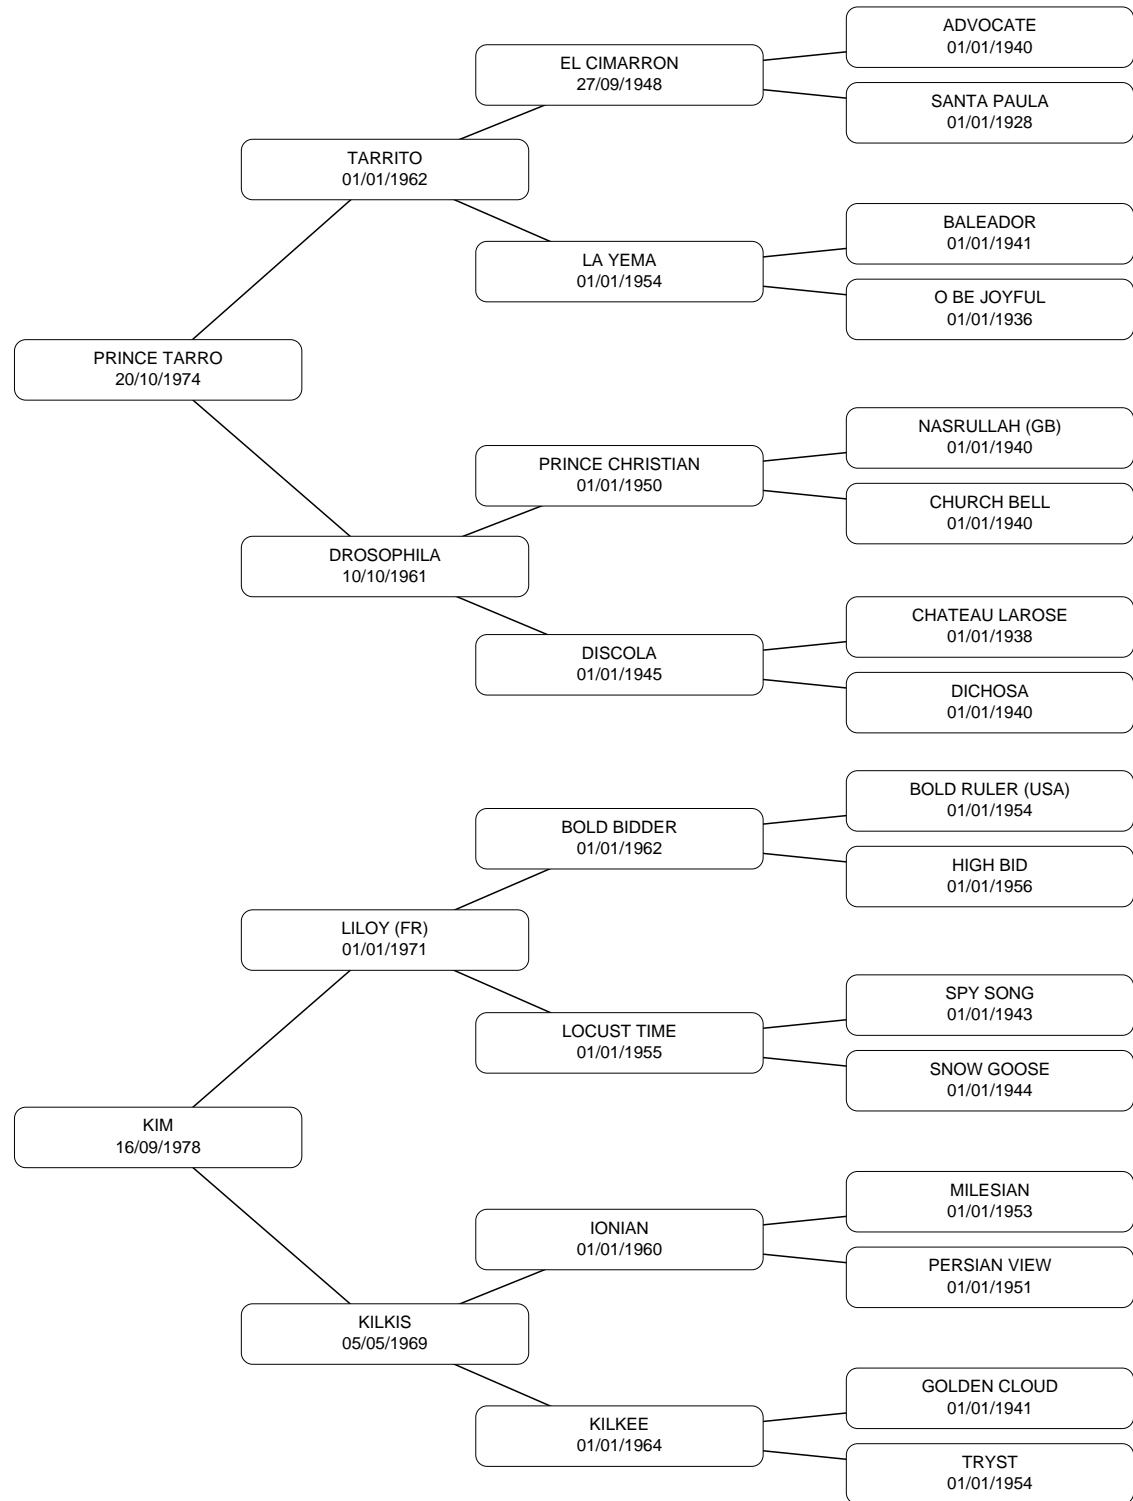 ADVOCATE
01/01/1940
EL CIMARRON
27/09/1948
SANTA PAULA
01/01/1928
TARRITO
01/01/1962
BALEADOR
01/01/1941
LA YEMA
01/01/1954
O BE JOYFUL
01/01/1936
PRINCE TARRO
20/10/1974
NASRULLAH (GB)
01/01/1940
PRINCE CHRISTIAN
01/01/1950
CHURCH BELL
01/01/1940
DROSOPHILA
10/10/1961
CHATEAU LAROSE
01/01/1938
DISCOLA
01/01/1945
DICHOSA
01/01/1940
BOLD RULER (USA)
01/01/1954
BOLD BIDDER
01/01/1962
HIGH BID
01/01/1956
LILOY (FR)
01/01/1971
SPY SONG
01/01/1943
LOCUST TIME
01/01/1955
SNOW GOOSE
01/01/1944
KIM
16/09/1978
MILESIAN
01/01/1953
IONIAN
01/01/1960
PERSIAN VIEW
01/01/1951
KILKIS
05/05/1969
GOLDEN CLOUD
01/01/1941
KILKEE
01/01/1964
TRYST
01/01/1954